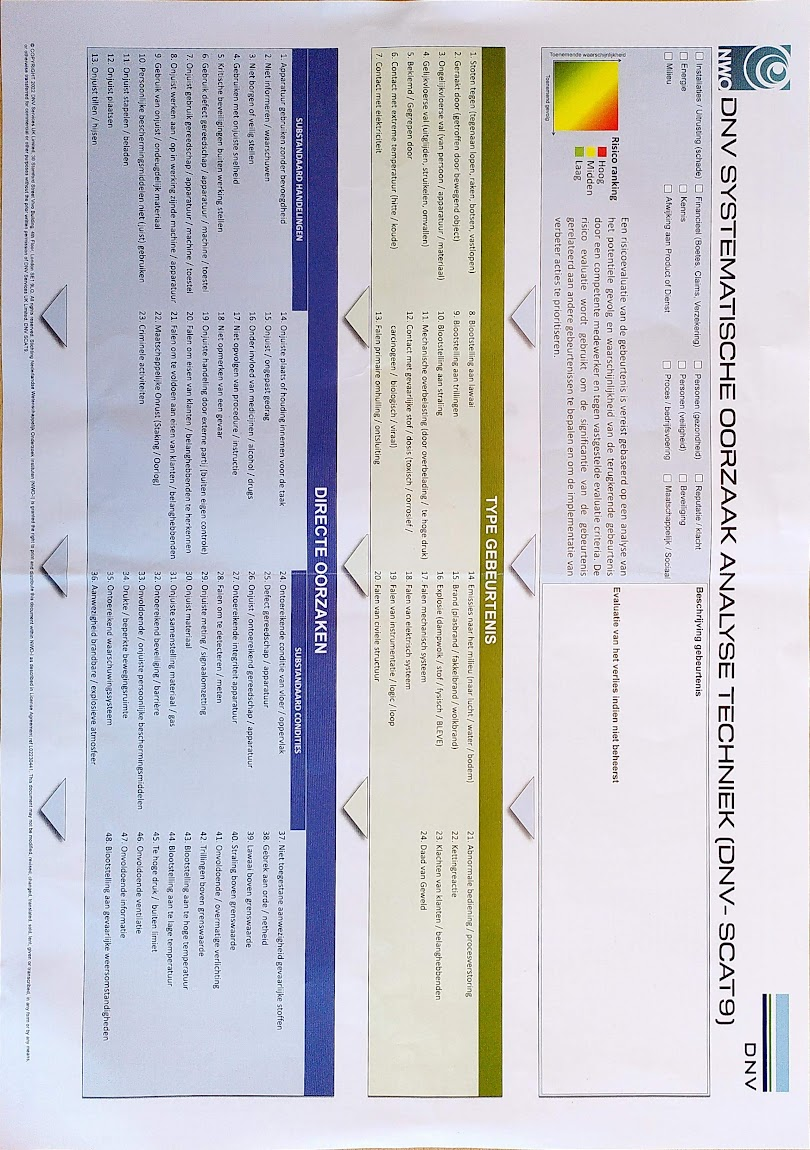 NWO
DNV SYSTEMATISCHE OORZAAK ANALYSE TECHNIEK (DNV- SCAT9)
DNV
Installaties / Uitrusting (schade)
Financieel (Boetes, Claims, Verzekering)
Personen (gezondheid)
Reputatie / klacht
Energie
Kennis
Personen (veiligheid)
Beveiliging
Milieu
Afwijking aan Product of Dienst
Proces / bedrijfsvoering
Maatschappelijk / Sociaal
Beschrijving gebeurtenis
Toenemende waarschijnlijkheid
Toenemend gevolg
Risico ranking
Hoog
Midden
Laag
Een risicoevaluatie van de gebeurtenis is vereist gebaseerd op een analyse van
het potentiele gevolg en waarschijnlijkheid van de terugkerende gebeurtenis
door een competente medewerker en tegen vastgestelde evaluatie criteria. De
risico evaluatie wordt gebruikt om de significantie van de gebeurtenis
gerelateerd aan andere gebeurtenissen te bepalen en om de implementatie van
verbeter acties te prioritiseren.
Evaluatie van het verlies indien niet beheerst
TYPE GEBEURTENIS
1 Stoten tegen (tegenaan lopen, raken, botsen, vastlopen)
2 Geraakt door (getroffen door bewegend object)
3 Ongelijkvloerse val (van persoon / apparatuur / materiaal)
4 Gelijkvloerse val (uitglijden, struikelen, omvallen)
5 Beklemd / Gegrepen door
6 Contact met extreme temperatuur (hitte / koude)
7 Contact met elektriciteit
8 Blootstelling aan lawaai
9 Blootstelling aan trillingen
10 Blootstelling aan straling
11 Mechanische overbelasting (door overbelading / te hoge druk
12 Contact met gevaarlijke stof / dosis (toxisch / corrosief /
carcinogeen / biologisch / viraal)
13 Falen primaire omhulling / ontsluiting
14 Emissies naar het milieu (naar lucht / water / bodem)
15 Brand (plasbrand / fakkelbrand / wolkbrand)
16 Explosie (dampwolk / stof / fysisch / BLEVE)
17 Falen mechanisch systeem
18 Falen van elektrisch systeem
19 Falen van instrumentatie / logic / loop
20 Falen van civiele structuur
21 Abnormale bediening / procesverstoring
22 Kettingreactie
23 Klachten van klanten / belanghebbenden
24 Daad van Geweld
DIRECTE OORZAKEN
SUBSTANDAARD HANDELINGEN
SUBSTANDAARD CONDITIES
1 Apparatuur gebruiken zonder bevoegdheid
2 Niet informeren / waarschuwen
3 Niet borgen of veilig stellen
4 Gebruiken met onjuiste snelheid
5 Kritische beveiligingen buiten werking stellen
6 Gebruik defect gereedschap / apparatuur / machine / toestel
7 Onjuist gebruik gereedschap / apparatuur / machine / toestel
8 Onjuist werken aan / op in werking zijnde machine / apparatuur
9 Gebruik van onjuist / ondeugdelijk materiaal
10 Persoonlijke beschermingsmiddelen niet (juist) gebruiken
11 Onjuist stapelen / beladen
12 Onjuist plaatsen
13 Onjuist tillen / hijsen
14 Onjuiste plaats of houding innemen voor de taak
15 Onjuist / ongepast gedrag
16 Onder invloed van medicijnen / alcohol / drugs
17 Niet opvolgen van procedure / instructie
18 Niet opmerken van een gevaar
19 Onjuiste handeling door externe partij (buiten eigen controle)
20 Falen om eisen van klanten / belanghebbenden te herkennen
21 Falen om te voldoen aan eisen van klanten / belanghebbenden
22 Maatschappelijke Onrust (Staking / Oorlog)
23 Criminele activiteiten
24 Ontoereikende conditie van vloer / oppervlak
25 Defect gereedschap / apparatuur
26 Onjuist / ontoereikend gereedschap / apparatuur
27 Ontoereikende integriteit apparatuur
28 Falen om te detecteren / meten
29 Onjuiste meting / signaalomzetting
30 Onjuist materiaal
31 Onjuiste samenstelling materiaal / gas
32 Ontoereikend beveiliging / barrière
33 Onvoldoende / onjuiste persoonlijke beschermingsmiddelen
34 Drukte / beperkte bewegingsruimte
35 Ontoereikend waarschuwingssysteem
36 Aanwezigheid brandbare / explosieve atmosfeer
37 Niet toegestane aanwezigheid gevaarlijke stoffen
38 Gebrek aan orde / netheid
39 Lawaai boven grenswaarde
40 Straling boven grenswaarde
41 Onvoldoende / overmatige verlichting
42 Trillingen boven grenswaarde
43 Blootstelling aan te hoge temperatuur
44 Blootstelling aan te lage temperatuur
45 Te hoge druk / buiten limiet
46 Onvoldoende ventilatie
47 Onvoldoende informatie
48 Blootstelling aan gevaarlijke weersomstandigheden